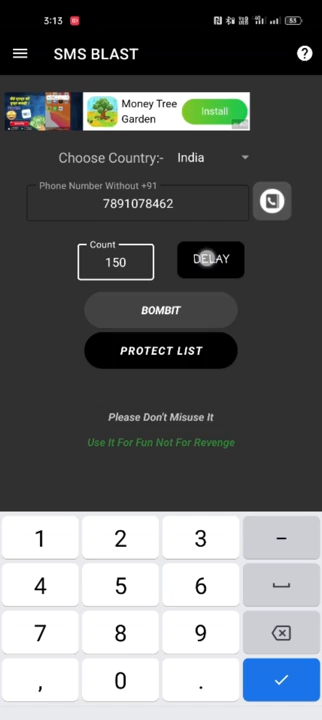 3:13
55
SMS BLAST
Money Tree
Garden
Install
Choose Country:- India
Phone Number Without +91
7891078462
Count
150
DELAY
BOMBIT
PROTECT LIST
Please Don't Misuse It
Use It For Fun Not For Revenge
1 2 3 –
4 5 6
7 8 9
, 0 .